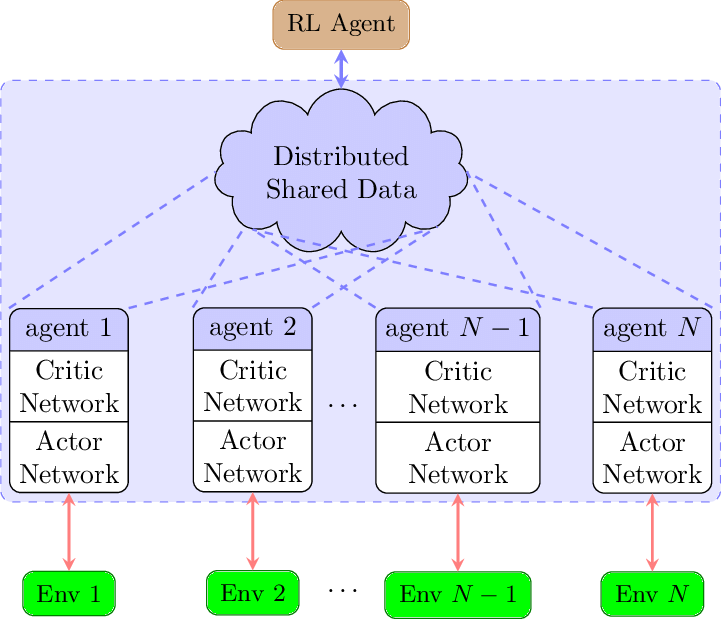 RL Agent
Distributed
Shared Data
agent 1
Critic
Network
Actor
Network
agent 2
Critic
Network
Actor
Network
...
agent N − 1
Critic
Network
Actor
Network
agent N
Critic
Network
Actor
Network
Env 1
Env 2
...
Env N − 1
Env N